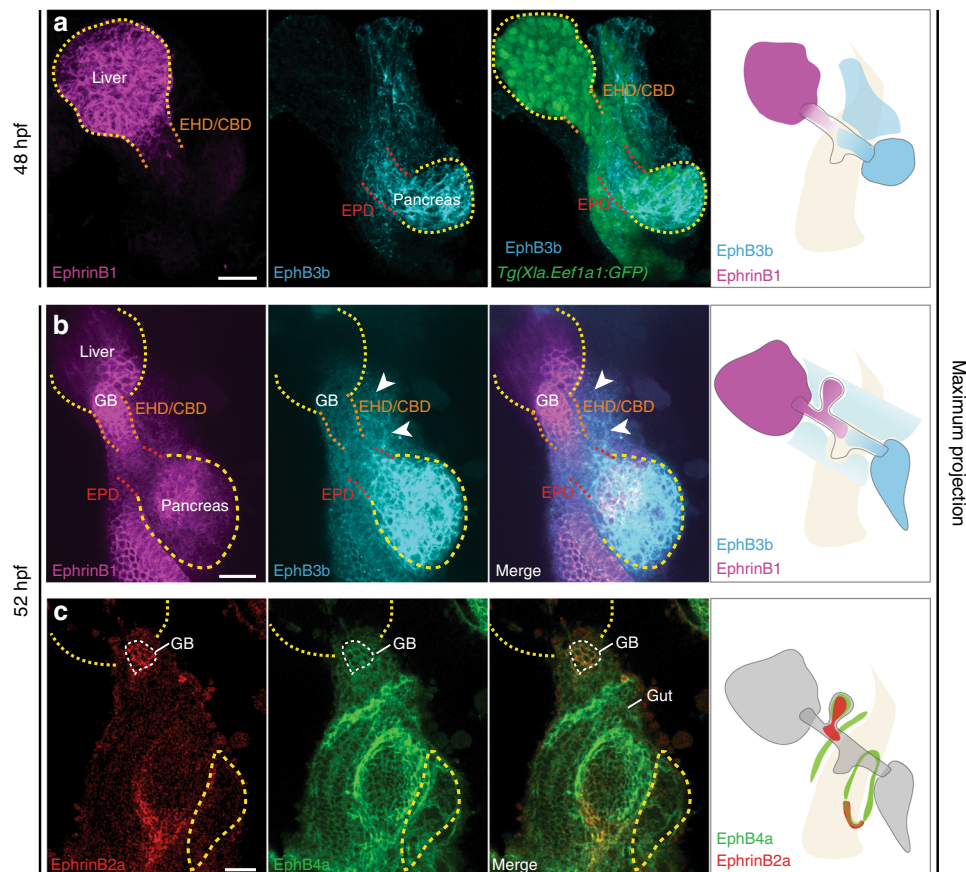 a
Liver
EHD/CBD
EphrinB1
Pancreas
EPD
EphB3b
EHD/CBD
EPD
EphB3b
Tg(Xla.Eef1a1:GFP)
EphB3b
EphrinB1
48 hpf
b
Liver
GB
EHD/CBD
EPD
Pancreas
EphrinB1
GB
EHD/CBD
EPD
EphB3b
GB
EHD/CBD
EPD
Merge
EphB3b
EphrinB1
c
GB
EphrinB2a
GB
EphB4a
GB
Gut
Merge
EphB4a
EphrinB2a
52 hpf
Maximum projection